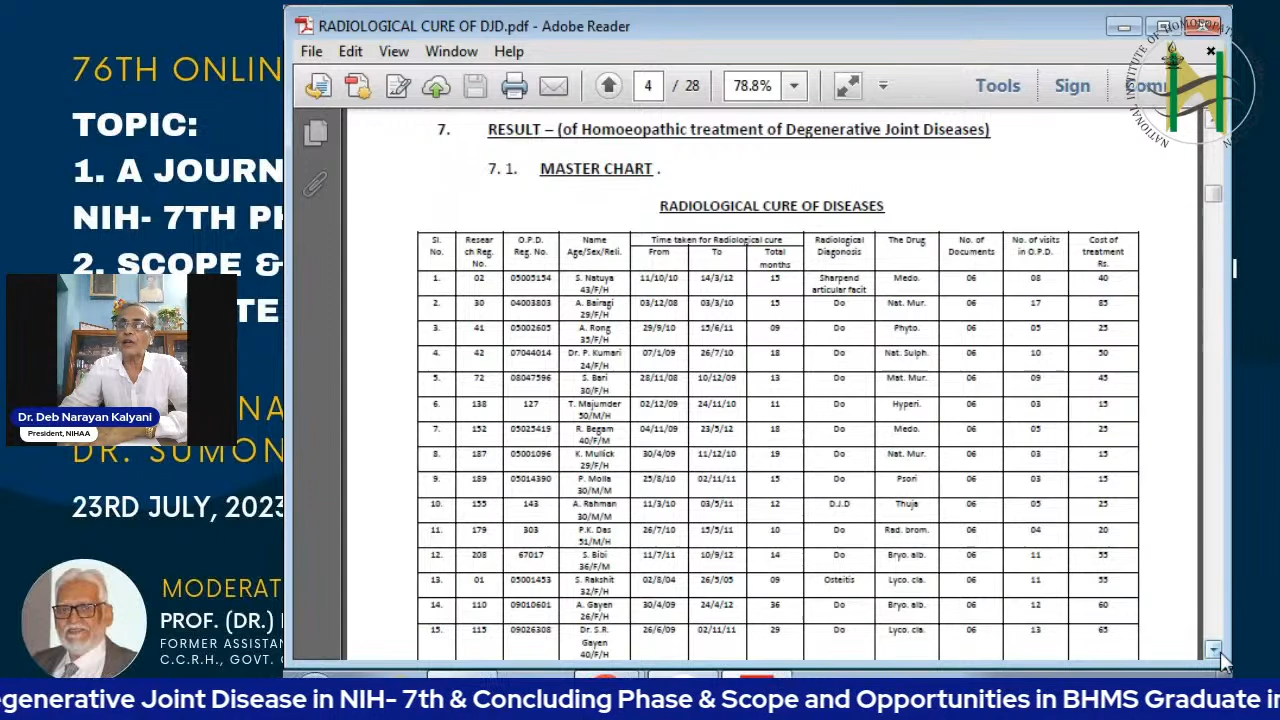 76TH ONLIN
TOPIC:
1. A JOURN
NIH- 7TH PH
2. SCOPE &
TE
NA
DR. SUMON
23RD JULY, 2023
MODERAT
PROF. (DR.)
FORMER ASSISTAN
C.C.R.H., GOVT.
Dr. Deb Narayan Kalyani
President, NIHAA
RADIOLOGICAL CURE OF DJD.pdf - Adobe Reader
File Edit View Window Help
4 / 28 78.8% Tools Sign Com
NATIONAL INSTITUTE OF HOMOEOPATH
7. RESULT – (of Homoeopathic treatment of Degenerative Joint Diseases)
7. 1. MASTER CHART .
RADIOLOGICAL CURE OF DISEASES
Sl. No. Resear ch Reg. No. O.P.D. Reg. No. Name Age/Sex/Reli. Time taken for Radiological cure From To Total months Radiological Diagonosis The Drug No. of Documents No. of visits in O.P.D. Cost of treatment Rs.
1. 02 05005154 S. Natuya 43/F/H 11/10/10 14/3/12 15 Sharpend articular facit Medo. 06 08 40
2. 30 04003803 A. Bairagi 29/F/H 03/12/08 03/3/10 15 Do Nat. Mur. 06 17 85
3. 41 05002605 A. Rong 35/F/H 29/9/10 15/6/11 09 Do Phyto. 06 05 25
4. 42 07044014 Dr. P. Kumari 24/F/H 07/1/09 26/7/10 18 Do Nat. Sulph. 06 10 50
5. 72 08047596 S. Bari 30/F/H 28/11/08 10/12/09 13 Do Mat. Mur. 06 09 45
6. 138 127 T. Majumder 50/M/H 02/12/09 24/11/10 11 Do Hyperi. 06 03 15
7. 152 05025419 R. Begam 40/F/M 04/11/09 23/5/12 18 Do Medo. 06 05 25
8. 187 05001096 K. Mullick 29/F/H 30/4/09 11/12/10 19 Do Nat. Mur. 06 03 15
9. 189 05014390 P. Molla 30/M/M 25/8/10 02/11/11 15 Do Psori 06 03 15
10. 155 143 A. Rahman 30/M/M 11/3/10 03/5/11 12 D.J.D Thuja 06 05 25
11. 179 303 P.K. Das 51/M/H 26/7/10 15/5/11 10 Do Rad. brom. 06 04 20
12. 208 67017 S. Bibi 36/F/M 11/7/11 10/9/12 14 Do Bryo. alb. 06 11 55
13. 01 05001453 S. Rakshit 32/F/H 02/8/04 26/5/05 09 Osteitis Lyco. cla. 06 11 55
14. 110 09010601 A. Gayen 26/F/H 30/4/09 24/4/12 36 Do Bryo. alb. 06 12 60
15. 115 09026308 Dr. S.R. Gayen 40/F/H 26/6/09 02/11/11 29 Do Lyco. cla. 06 13 65
egenerative Joint Disease in NIH- 7th & Concluding Phase & Scope and Opportunities in BHMS Graduate in